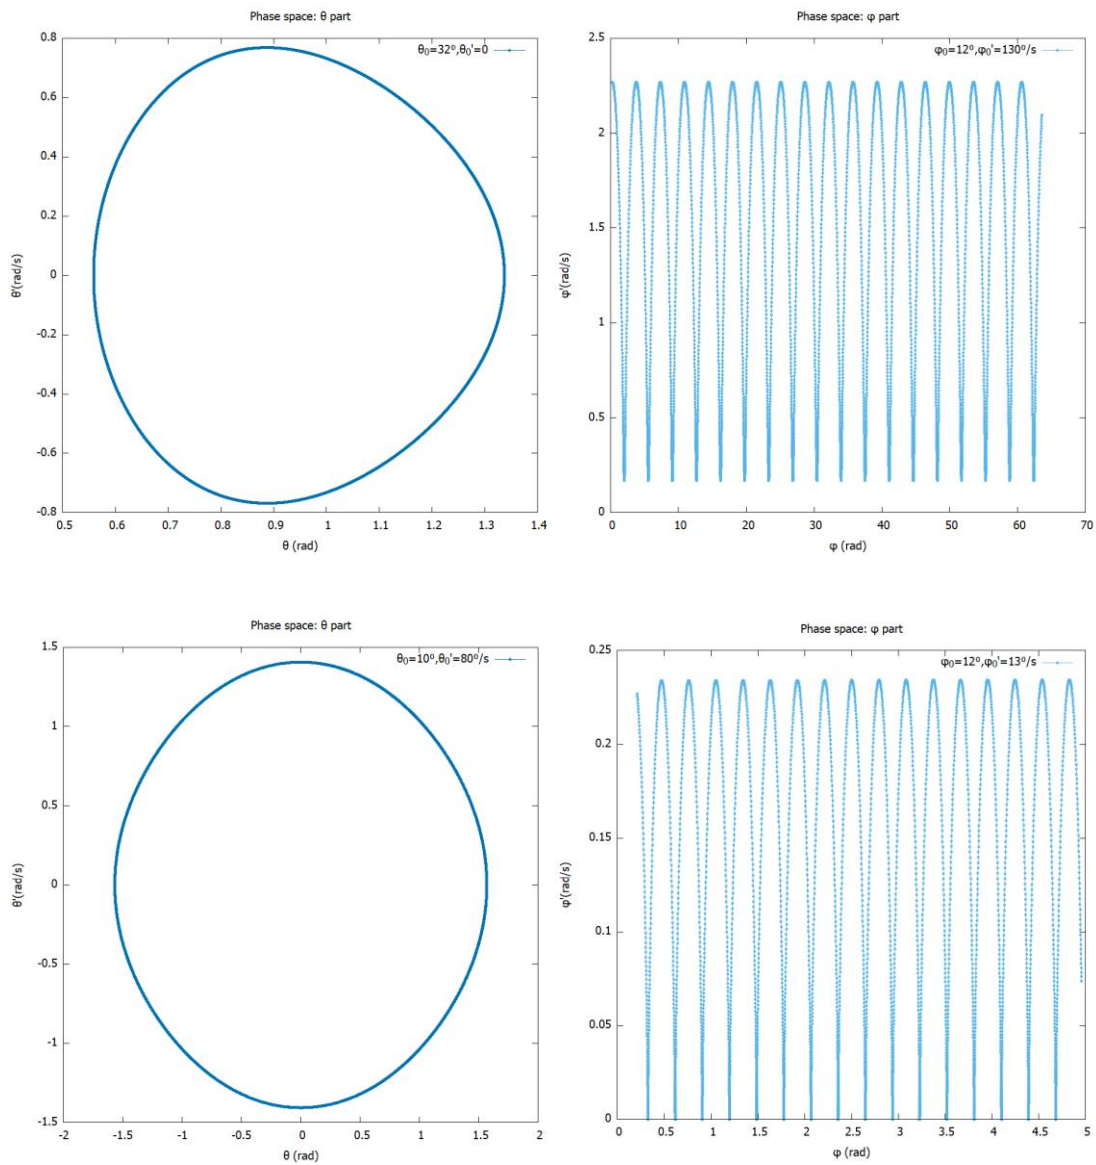 Phase space: θ part
θ₀=32º,θ₀'=0
0.8
0.6
0.4
0.2
0
-0.2
-0.4
-0.6
-0.8
θ'(rad/s)
0.5 0.6 0.7 0.8 0.9 1 1.1 1.2 1.3 1.4
θ (rad)
Phase space: φ part
φ₀=12º,φ₀'=130º/s
2.5
2
1.5
1
0.5
0
φ'(rad/s)
0 10 20 30 40 50 60 70
φ (rad)
Phase space: θ part
θ₀=10º,θ₀'=80º/s
1.5
1
0.5
0
-0.5
-1
-1.5
θ'(rad/s)
-2 -1.5 -1 -0.5 0 0.5 1 1.5 2
θ (rad)
Phase space: φ part
φ₀=12º,φ₀'=13º/s
0.25
0.2
0.15
0.1
0.05
0
φ'(rad/s)
0 0.5 1 1.5 2 2.5 3 3.5 4 4.5 5
φ (rad)